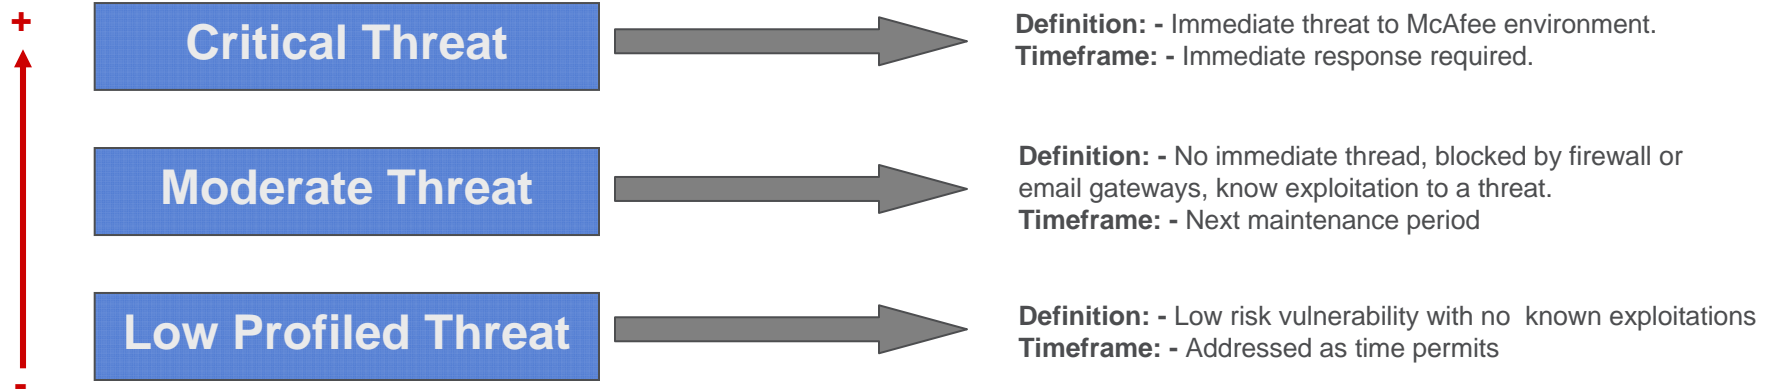 +
Critical Threat
Definition: - Immediate threat to McAfee environment.
Timeframe: - Immediate response required.
Moderate Threat
Definition: - No immediate thread, blocked by firewall or
email gateways, know exploitation to a threat.
Timeframe: - Next maintenance period
Low Profiled Threat
Definition: - Low risk vulnerability with no  known exploitations
Timeframe: - Addressed as time permits
-